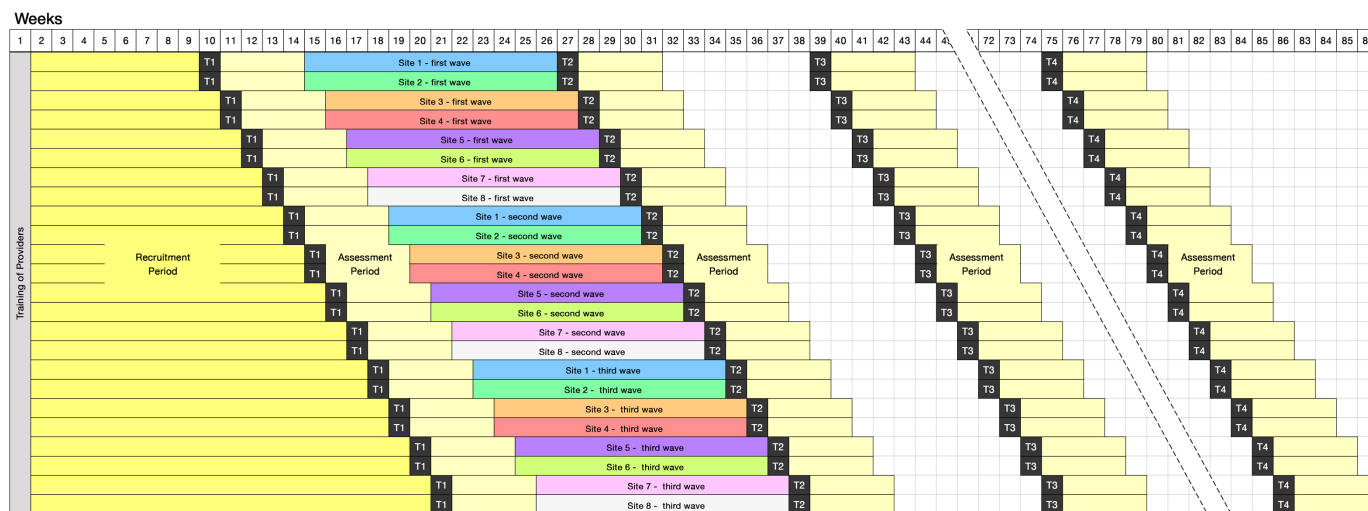 Weeks
1 2 3 4 5 6 7 8 9 10 11 12 13 14 15 16 17 18 19 20 21 22 23 24 25 26 27 28 29 30 31 32 33 34 35 36 37 38 39 40 41 42 43 44 72 73 74 75 76 77 78 79 80 81 82 83 84 85 86 83 84 85
Training of Providers
T1 Site 1 - first wave T2 T3 T4
T1 Site 2 - first wave T2 T3 T4
T1 Site 3 - first wave T2 T3 T4
T1 Site 4 - first wave T2 T3 T4
T1 Site 5 - first wave T2 T3 T4
T1 Site 6 - first wave T2 T3 T4
T1 Site 7 - first wave T2 T3 T4
T1 Site 8 - first wave T2 T3 T4
T1 Site 1 - second wave T2 T3 T4
T1 Site 2 - second wave T2 T3 T4
Recruitment T1 Assessment Site 3 - second wave T2 Assessment T3 Assessment T4 Assessment
Period T1 Period Site 4 - second wave T2 Period T3 Period T4 Period
T1 Site 5 - second wave T2 T3 T4
T1 Site 6 - second wave T2 T3 T4
T1 Site 7 - second wave T2 T3 T4
T1 Site 8 - second wave T2 T3 T4
T1 Site 1 - third wave T2 T3 T4
T1 Site 2 - third wave T2 T3 T4
T1 Site 3 - third wave T2 T3 T4
T1 Site 4 - third wave T2 T3 T4
T1 Site 5 - third wave T2 T3 T4
T1 Site 6 - third wave T2 T3 T4
T1 Site 7 - third wave T2 T3 T4
T1 Site 8 - third wave T2 T3 T4